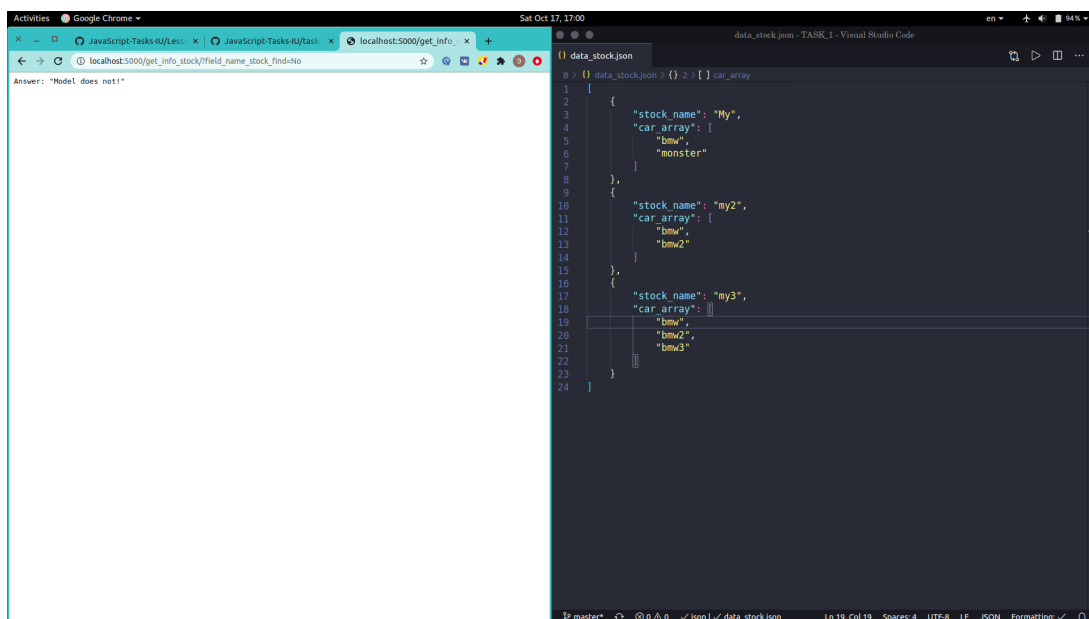 Activities Google Chrome ▾ Sat Oct 17, 17:00 en ▾ 94% ▾
JavaScript-Tasks-IU/Less × JavaScript-Tasks-IU/task × localhost:5000/get_info_ × +
localhost:5000/get_info_stock/?field_name_stock_find=No
Answer: "Model does not!"
data_stock.json - TASK_1 - Visual Studio Code
{} data_stock.json
B > {} data_stock.json > {} 2 > [ ] car_array
1 [
2 {
3 "stock_name": "My",
4 "car_array": [
5 "bmw",
6 "monster"
7 ]
8 },
9 {
10 "stock_name": "my2",
11 "car_array": [
12 "bmw",
13 "bmw2"
14 ]
15 },
16 {
17 "stock_name": "my3",
18 "car_array": [
19 "bmw",
20 "bmw2",
21 "bmw3"
22 ]
23 }
24 ]
master* 0 0 ✓ json | ✓ data_stock.json Ln 19, Col 19 Spaces: 4 UTF-8 LF JSON Formatting: ✓